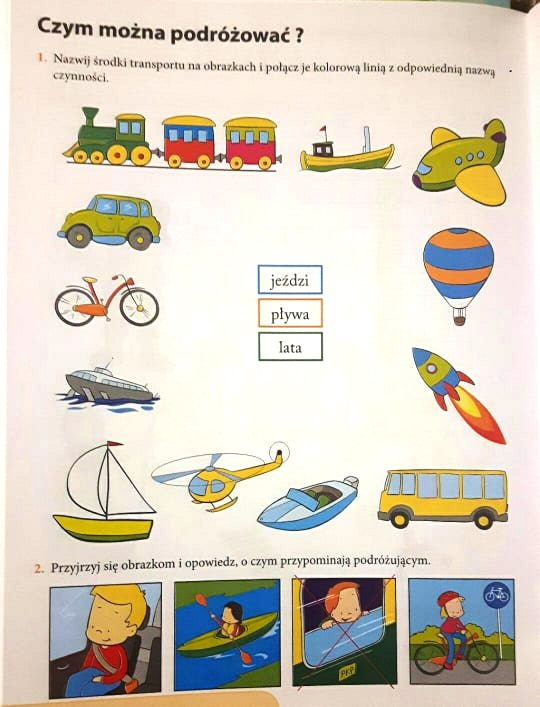 Czym można podróżować ?
1. Nazwij środki transportu na obrazkach i połącz je kolorową linią z odpowiednią nazwą
czynności.
jeździ
pływa
lata
2. Przyjrzyj się obrazkom i opowiedz, o czym przypominają podróżującym.
PKP